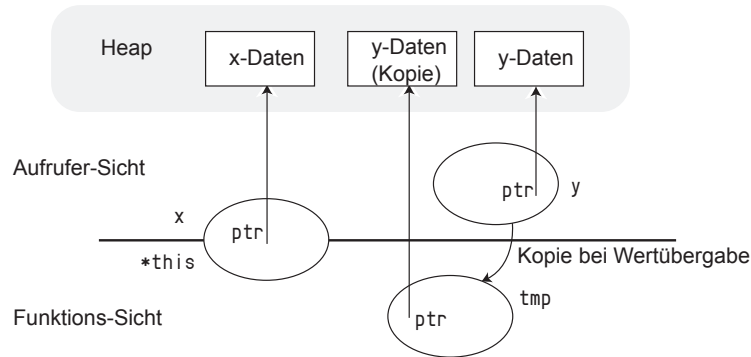 Heap
x-Daten
y-Daten
(Kopie)
y-Daten
Aufrufer-Sicht
ptr
y
x
ptr
*this
Kopie bei Wertübergabe
tmp
Funktions-Sicht
ptr